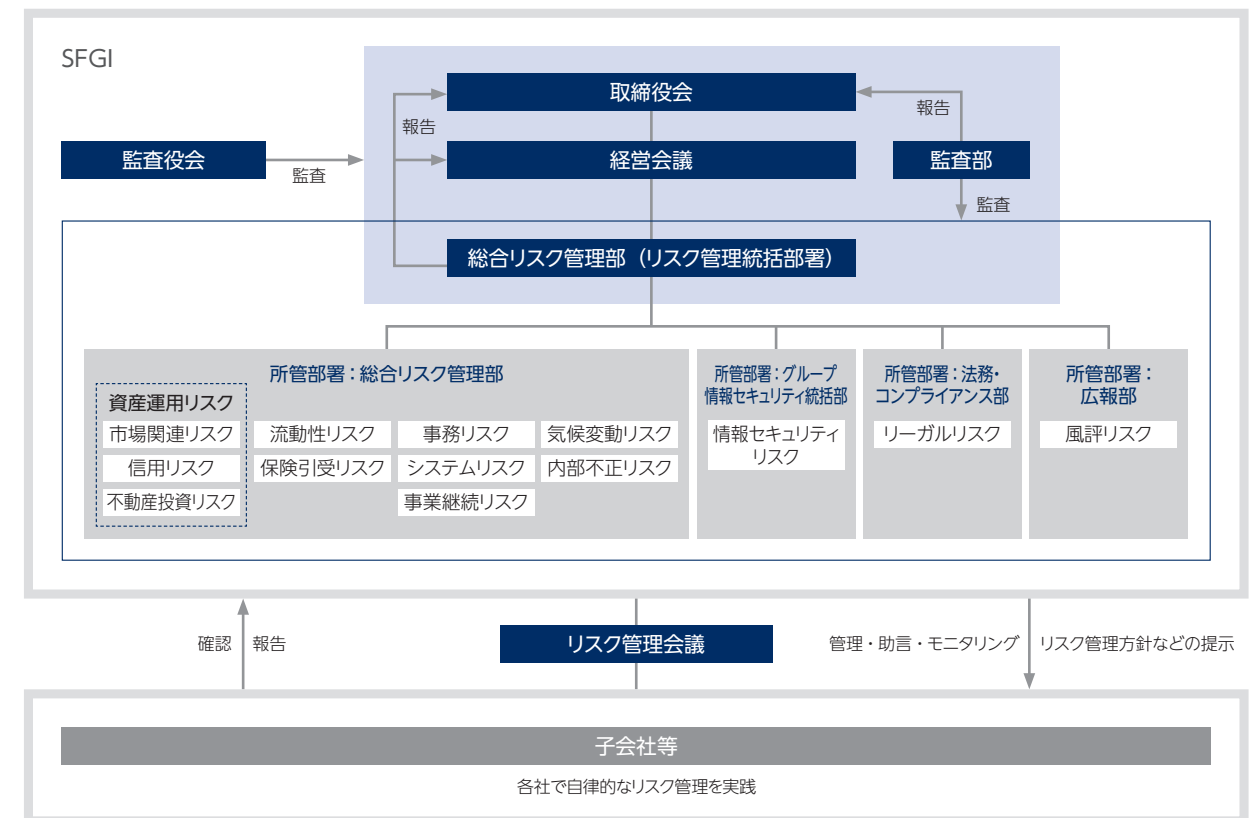 SFGI
取締役会
報告
報告
監査役会
監査
経営会議
監査部
監査
総合リスク管理部（リスク管理統括部署）
所管部署：総合リスク管理部
資産運用リスク
市場関連リスク
信用リスク
不動産投資リスク
流動性リスク
保険引受リスク
事務リスク
システムリスク
事業継続リスク
気候変動リスク
内部不正リスク
所管部署：グループ
情報セキュリティ統括部
情報セキュリティ
リスク
所管部署：法務・
コンプライアンス部
リーガルリスク
所管部署：
広報部
風評リスク
確認
報告
リスク管理会議
管理・助言・モニタリング
リスク管理方針などの提示
子会社等
各社で自律的なリスク管理を実践